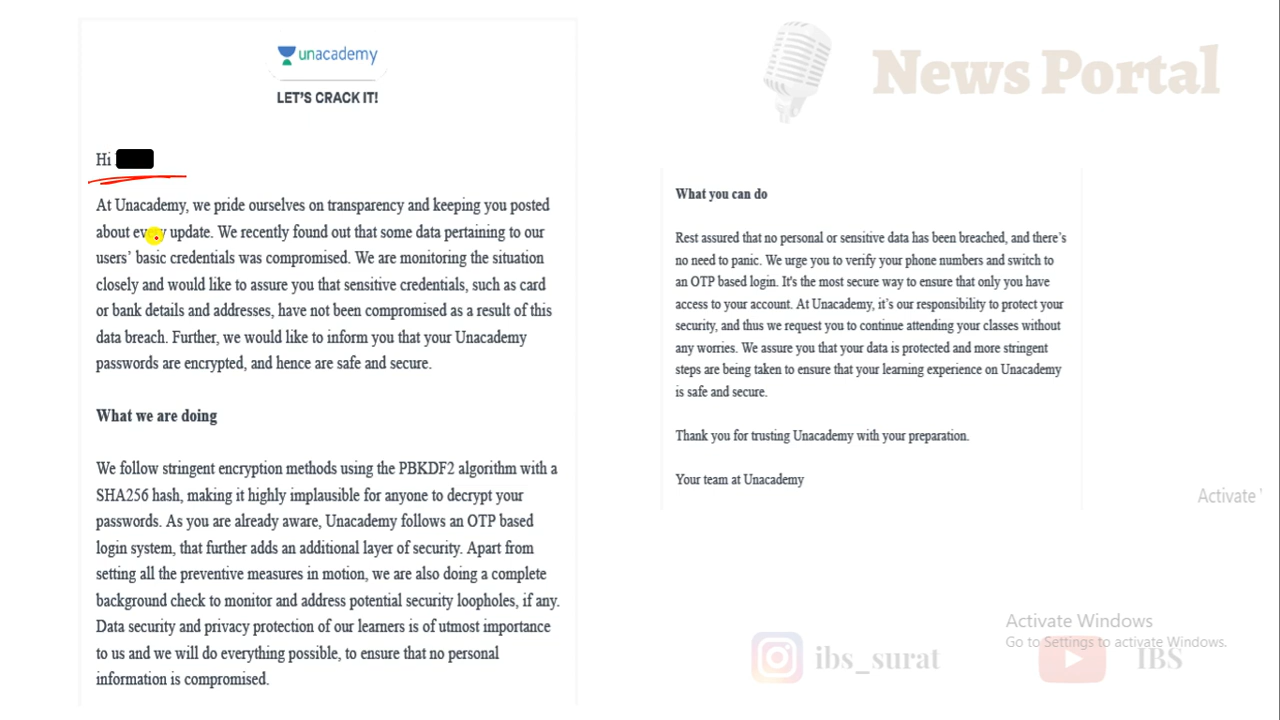 unacademy
LET'S CRACK IT!
Hi
At Unacademy, we pride ourselves on transparency and keeping you posted
about every update. We recently found out that some data pertaining to our
users' basic credentials was compromised. We are monitoring the situation
closely and would like to assure you that sensitive credentials, such as card
or bank details and addresses, have not been compromised as a result of this
data breach. Further, we would like to inform you that your Unacademy
passwords are encrypted, and hence are safe and secure.
What we are doing
We follow stringent encryption methods using the PBKDF2 algorithm with a
SHA256 hash, making it highly implausible for anyone to decrypt your
passwords. As you are already aware, Unacademy follows an OTP based
login system, that further adds an additional layer of security. Apart from
setting all the preventive measures in motion, we are also doing a complete
background check to monitor and address potential security loopholes, if any.
Data security and privacy protection of our learners is of utmost importance
to us and we will do everything possible, to ensure that no personal
information is compromised.
News Portal
What you can do
Rest assured that no personal or sensitive data has been breached, and there's
no need to panic. We urge you to verify your phone numbers and switch to
an OTP based login. It's the most secure way to ensure that only you have
access to your account. At Unacademy, it's our responsibility to protect your
security, and thus we request you to continue attending your classes without
any worries. We assure you that your data is protected and more stringent
steps are being taken to ensure that your learning experience on Unacademy
is safe and secure.
Thank you for trusting Unacademy with your preparation.
Your team at Unacademy
Activate
Activate Windows
Go to Settings to activate Windows.
ibs_surat
IBS